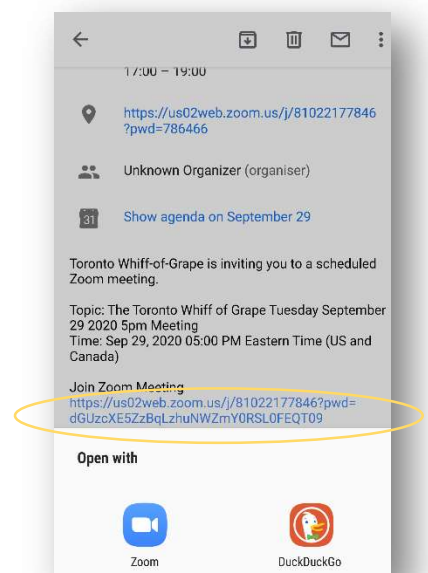 17:00 – 19:00
https://us02web.zoom.us/j/81022177846
?pwd=786466
Unknown Organizer (organiser)
31
Show agenda on September 29
Toronto Whiff-of-Grape is inviting you to a scheduled
Zoom meeting.
Topic: The Toronto Whiff of Grape Tuesday September
29 2020 5pm Meeting
Time: Sep 29, 2020 05:00 PM Eastern Time (US and
Canada)
Join Zoom Meeting
https://us02web.zoom.us/j/81022177846?pwd=
dGUzcXE5ZzBqLzhuNWZmY0RSL0FEQT09
Open with
Zoom
DuckDuckGo